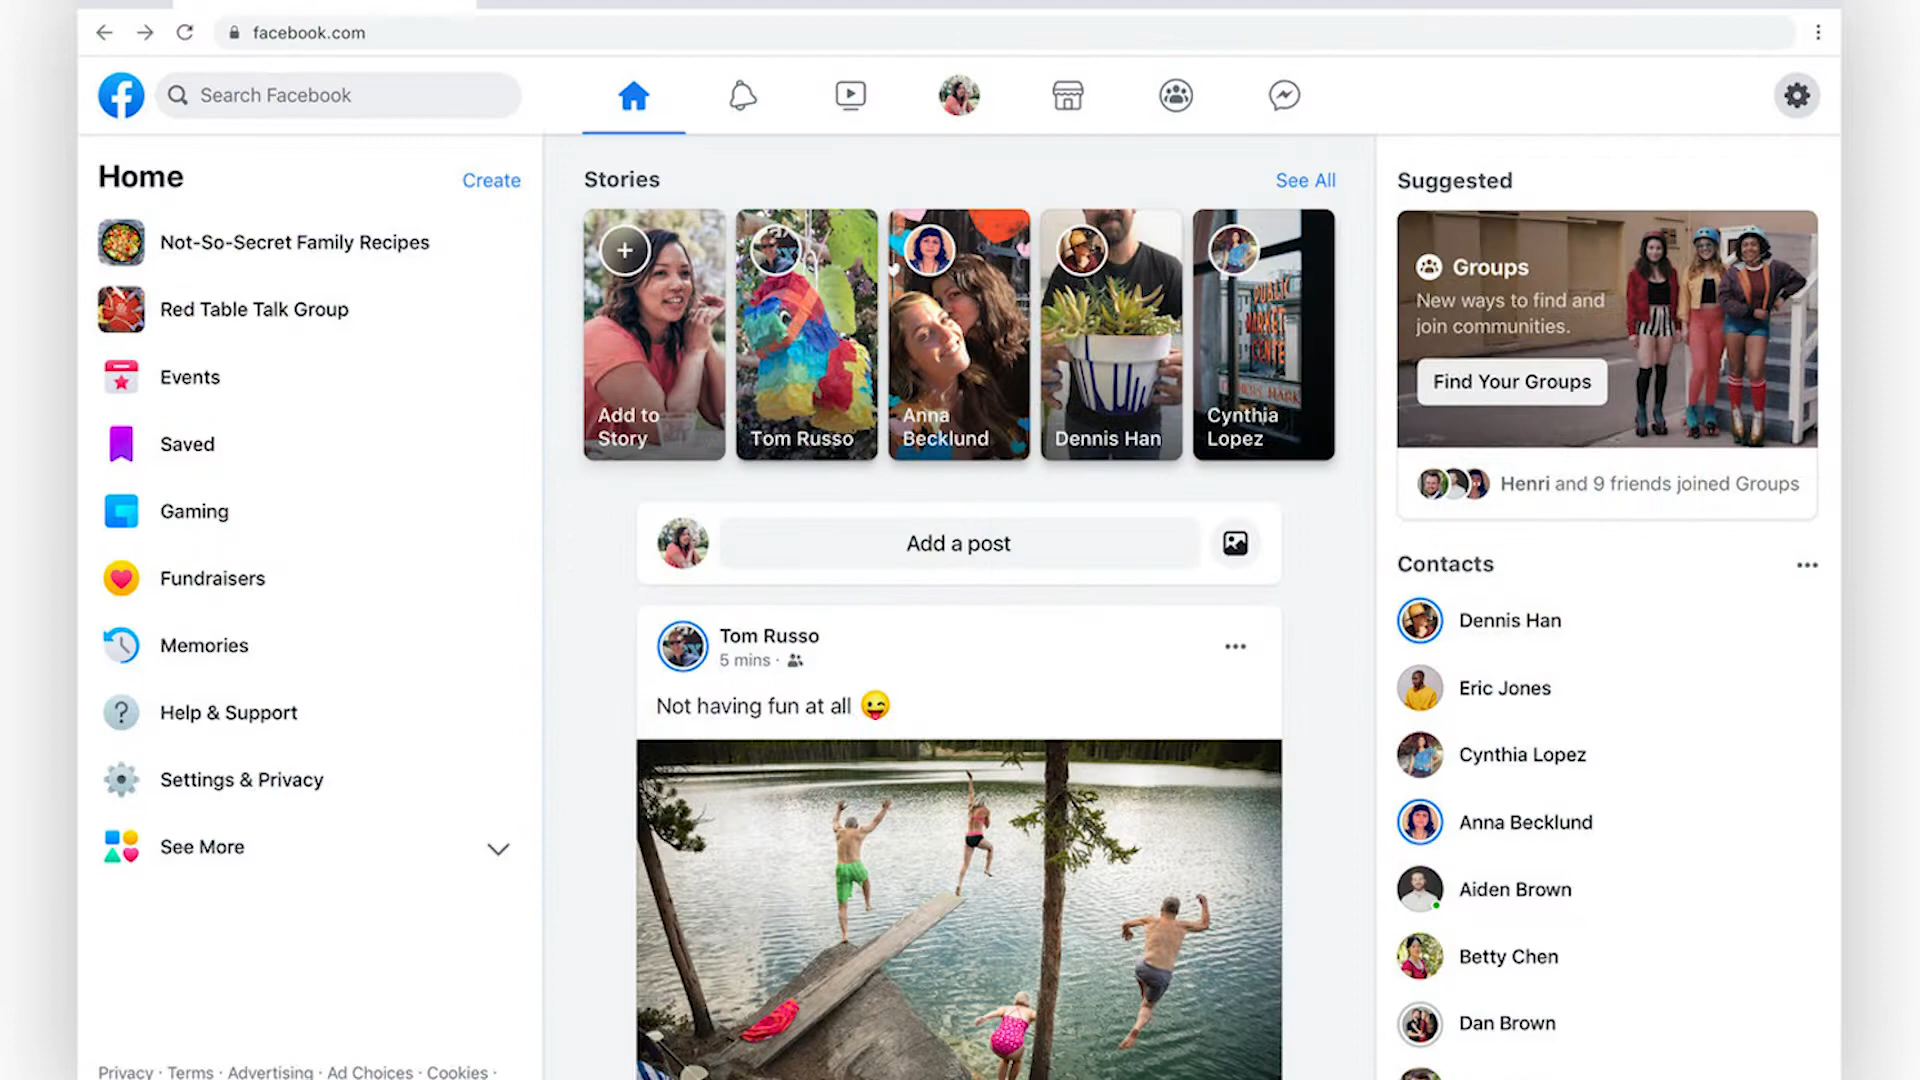 facebook.com
Search Facebook
Home
Create
Not-So-Secret Family Recipes
Red Table Talk Group
Events
Saved
Gaming
Fundraisers
Memories
Help & Support
Settings & Privacy
See More
Privacy · Terms · Advertising · Ad Choices · Cookies ·
Stories
See All
Add to
Story
Tom Russo
Anna
Becklund
Dennis Han
PUBLIC
MARKET
CENTER
Cynthia
Lopez
Add a post
Tom Russo
5 mins ·
Not having fun at all
Suggested
Groups
New ways to find and
join communities.
Find Your Groups
Henri and 9 friends joined Groups
Contacts
Dennis Han
Eric Jones
Cynthia Lopez
Anna Becklund
Aiden Brown
Betty Chen
Dan Brown